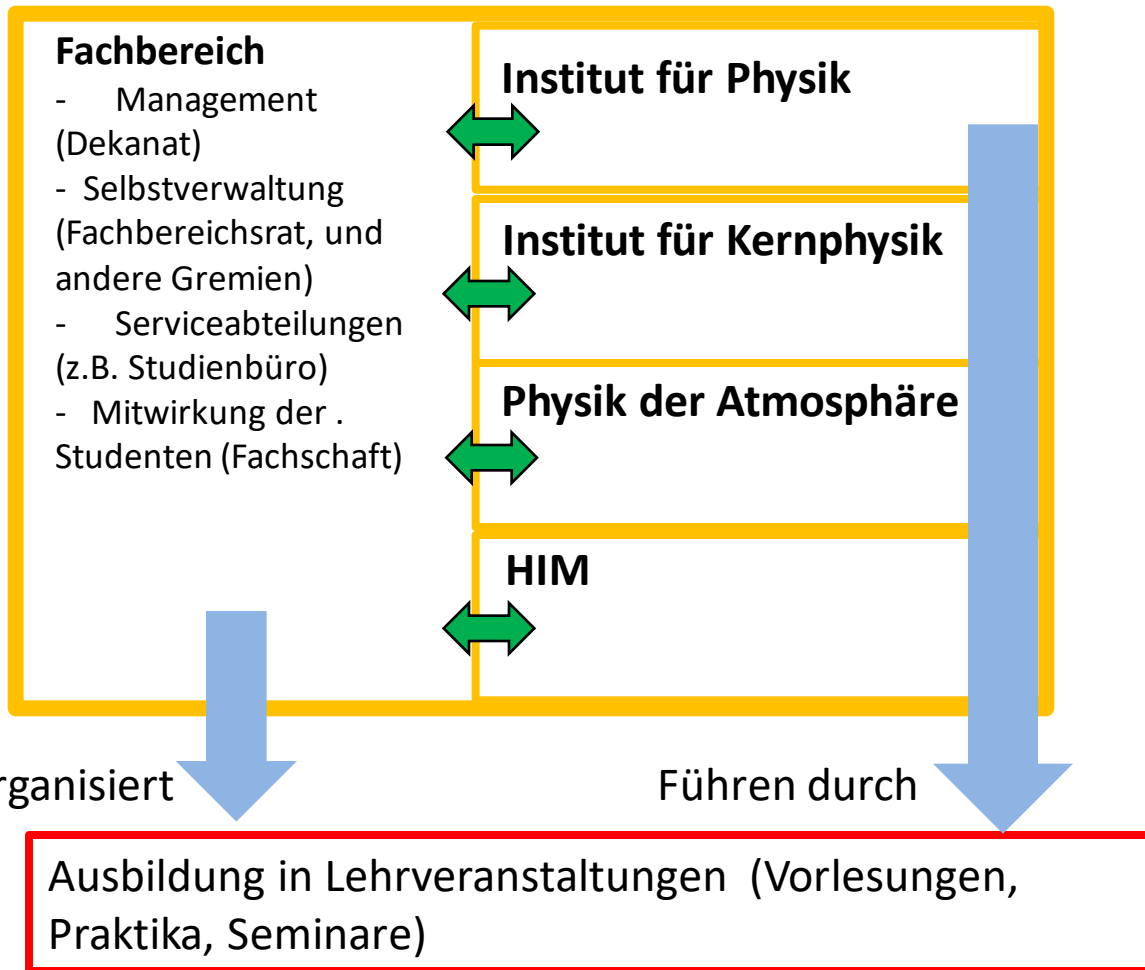 Fachbereich
- Management
(Dekanat)
- Selbstverwaltung
(Fachbereichsrat, und
andere Gremien)
- Serviceabteilungen
(z.B. Studienbüro)
- Mitwirkung der .
Studenten (Fachschaft)
Institut für Physik
Institut für Kernphysik
Physik der Atmosphäre
HIM
rganisiert
Führen durch
Ausbildung in Lehrveranstaltungen (Vorlesungen,
Praktika, Seminare)